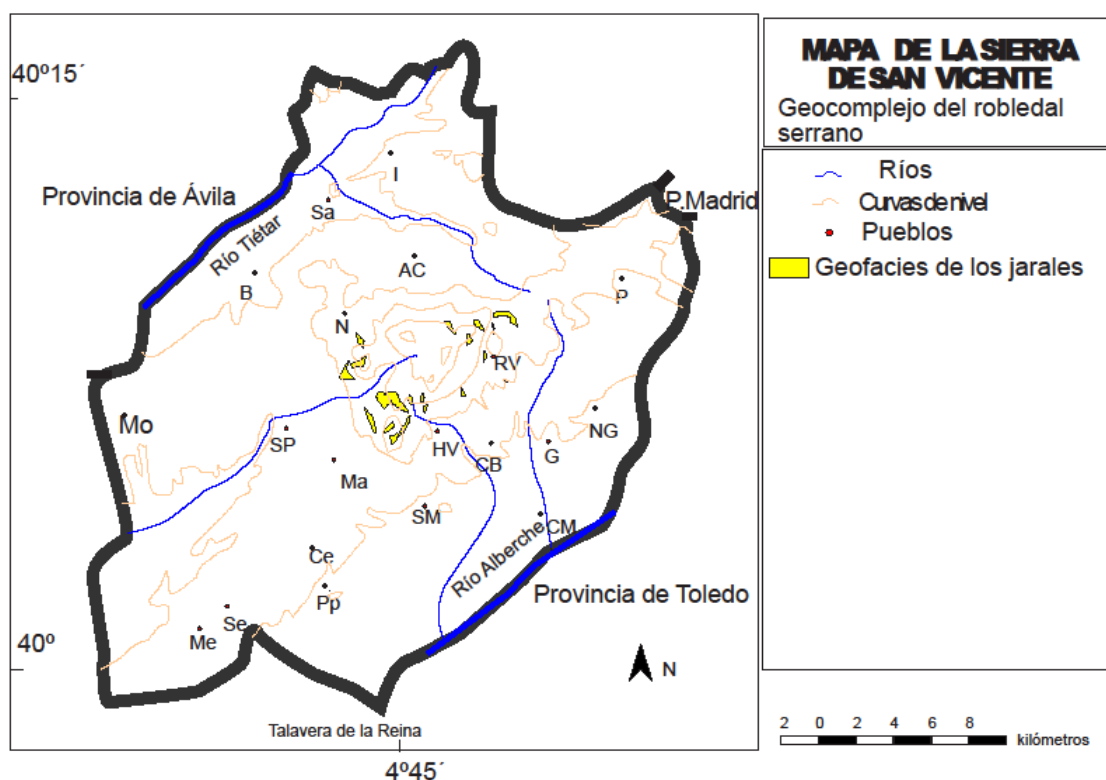 MAPA DE LA SIERRA
DE SAN VICENTE
Geocomplejo del robledal
serrano
Ríos
Curvas de nivel
Pueblos
Geofacies de los jarales
40º15´
Provincia de Ávila
P.Madrid
I
Sa
Río Tiétar
AC
B
P
N
RV
Mo
NG
SP
HV
CB
G
Ma
SM
CM
Río Alberche
Ce
Pp
Provincia de Toledo
Se
Me
40º
N
Talavera de la Reina
4º45´
2 0 2 4 6 8
kilómetros